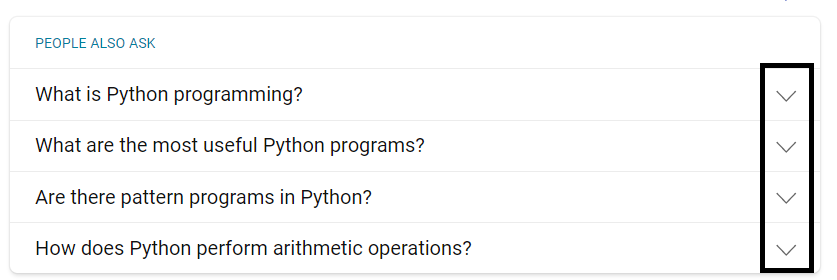 PEOPLE ALSO ASK
What is Python programming?
What are the most useful Python programs?
Are there pattern programs in Python?
How does Python perform arithmetic operations?